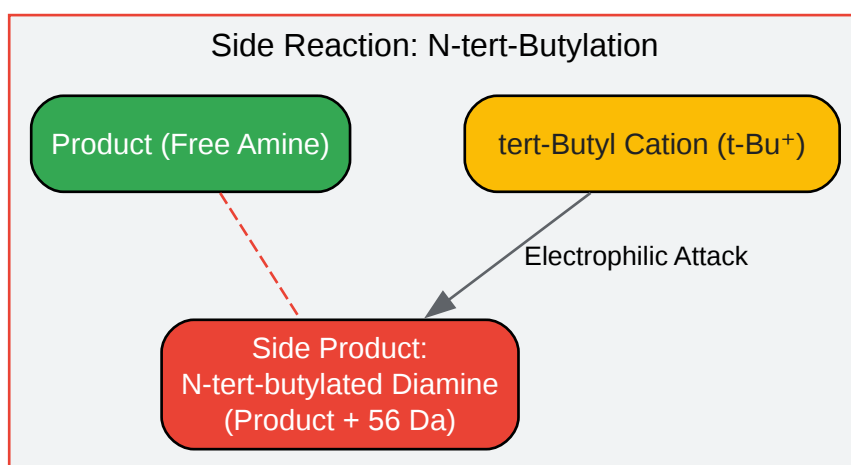 Side Reaction: N-tert-Butylation
Product (Free Amine)
tert-Butyl Cation (t-Bu⁺)
Electrophilic Attack
Side Product:
N-tert-butylated Diamine
(Product + 56 Da)